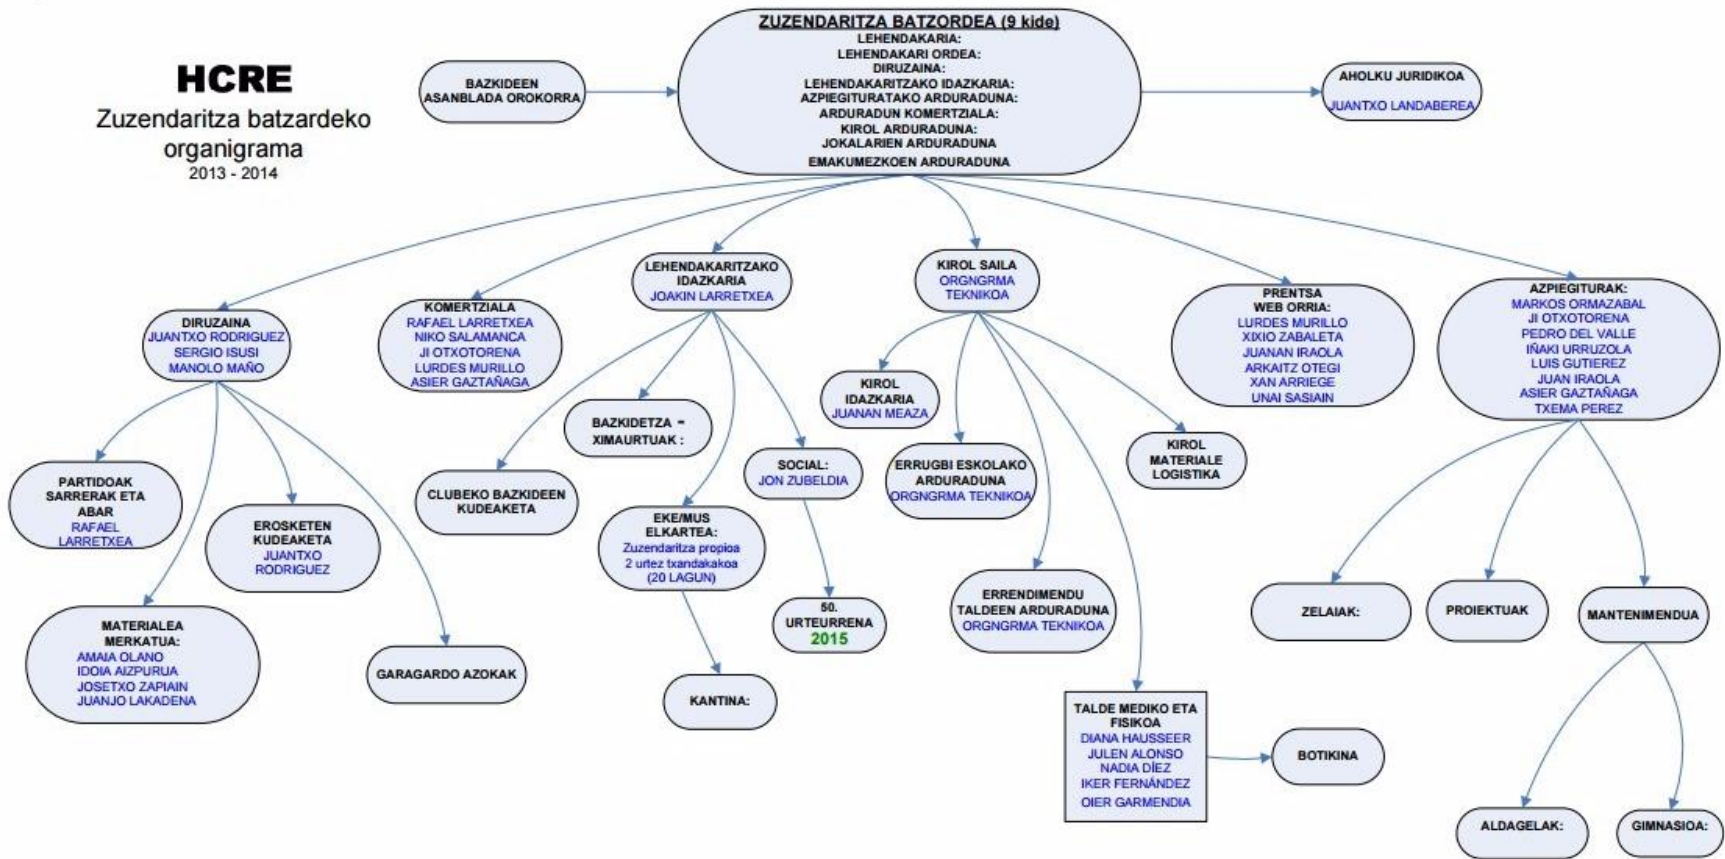 HCRE
Zuzendaritza batzardeko
organigrama
2013 - 2014
BAZKIDEEN
ASANBLADA OROKORRA
ZUZENDARITZA BATZORDEA (9 kide)
LEHENDAKARIA:
LEHENDAKARI ORDEA:
DIRUZAINA:
LEHENDAKARITZAKO IDAZKARIA:
AZPIEGITURATAKO ARDURADUNA:
ARDURADUN KOMERTZIALA:
KIROL ARDURADUNA:
JOKALARIEN ARDURADUNA
EMAKUMEZKOEN ARDURADUNA
AHOLKU JURIDIKOA
JUANTXO LANDABEREA
DIRUZAINA
JUANTXO RODRIGUEZ
SERGIO ISUSI
MANOLO MAÑO
KOMERTZIALA
RAFAEL LARRETXEA
NIKO SALAMANCA
JI OTXOTORENA
LURDES MURILLO
ASIER GAZTAÑAGA
LEHENDAKARITZAKO
IDAZKARIA
JOAKIN LARRETXEA
KIROL SAILA
ORGNGRMA
TEKNIKOA
PRENTSA
WEB ORRIA:
LURDES MURILLO
XIXIO ZABALETA
JUANAN IRAOLA
ARKAITZ OTEGI
XAN ARRIEGE
UNAI SASIAIN
AZPIEGITURAK:
MARKOS ORMAZABAL
JI OTXOTORENA
PEDRO DEL VALLE
IÑAKI URRUZOLA
LUIS GUTIEREZ
JUAN IRAOLA
ASIER GAZTAÑAGA
TXEMA PEREZ
PARTIDOAK
SARRERAK ETA
ABAR
RAFAEL
LARRETXEA
MATERIALEA
MERKATUA:
AMAIA OLANO
IDOIA AIZPURUA
JOSETXO ZAPIAIN
JUANJO LAKADENA
EROSKETEN
KUDEAKETA
JUANTXO
RODRIGUEZ
GARAGARDO AZOKAK
CLUBEKO BAZKIDEEN
KUDEAKETA
BAZKIDETZA =
XIMAURTUAK :
EKE/MUS
ELKARTEA:
Zuzendaritza propioa
2 urtez txandakakoa
(20 LAGUN)
KANTINA:
SOCIAL:
JON ZUBELDIA
50.
URTEURRENA
2015
KIROL
IDAZKARIA
JUANAN MEAZA
ERRUGBI ESKOLAKO
ARDURADUNA
ORGNGRMA TEKNIKOA
ERRENDIMENDU
TALDEEN ARDURADUNA
ORGNGRMA TEKNIKOA
KIROL
MATERIALE
LOGISTIKA
TALDE MEDIKO ETA
FISIKOA
DIANA HAUSSEER
JULEN ALONSO
NADIA DÍEZ
IKER FERNÁNDEZ
OIER GARMENDIA
BOTIKINA
ZELAIAK:
PROIEKTUAK
MANTENIMENDUA
ALDAGELAK:
GIMNASIOA: